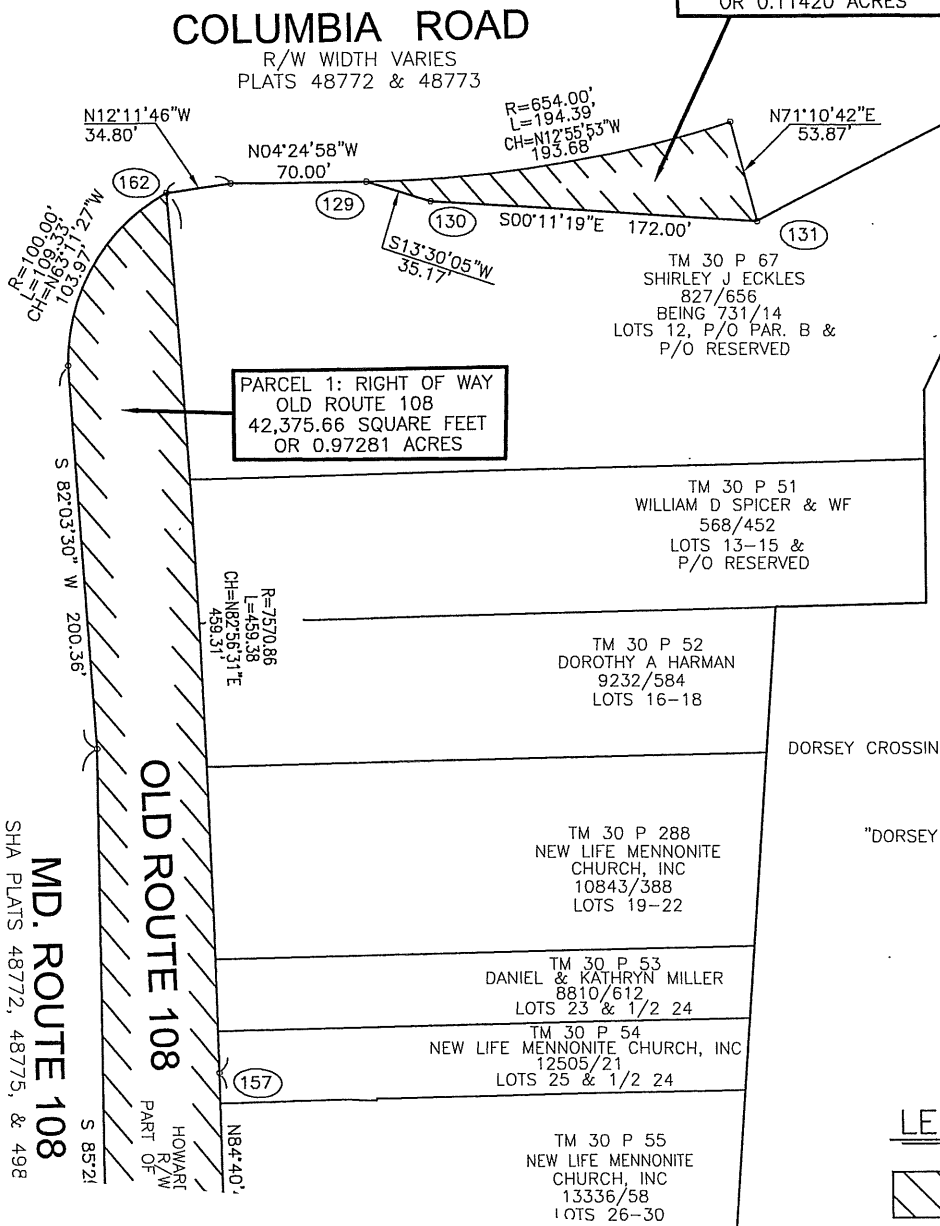 OR 0.11420 ACRES
COLUMBIA ROAD
R/W WIDTH VARIES
PLATS 48772 & 48773
N12°11'46"W
34.80'
N04°24'58"W
70.00'
R=654.00'
L=194.39'
CH=N12°55'53"W
193.68'
N71°10'42"E
53.87'
162
129
130
131
S13°30'05"W
35.17'
S00°11'19"E 172.00'
R=100.00'
L=109.33'
CH=N63°11'27"W
103.97'
TM 30 P 67
SHIRLEY J ECKLES
827/656
BEING 731/14
LOTS 12, P/O PAR. B &
P/O RESERVED
PARCEL 1: RIGHT OF WAY
OLD ROUTE 108
42,375.66 SQUARE FEET
OR 0.97281 ACRES
S 82°03'30" W 200.36'
TM 30 P 51
WILLIAM D SPICER & WF
568/452
LOTS 13-15 &
P/O RESERVED
R=7570.86
L=459.38
CH=N82°56'31"E
459.31'
TM 30 P 52
DOROTHY A HARMAN
9232/584
LOTS 16-18
DORSEY CROSSIN
"DORSEY
OLD ROUTE 108
TM 30 P 288
NEW LIFE MENNONITE
CHURCH, INC
10843/388
LOTS 19-22
MD. ROUTE 108
SHA PLATS 48772, 48775, & 498
TM 30 P 53
DANIEL & KATHRYN MILLER
8810/612
LOTS 23 & 1/2 24
TM 30 P 54
NEW LIFE MENNONITE CHURCH, INC
12505/21
LOTS 25 & 1/2 24
157
HOWARD
R/W
PART OF
N84°40'
S 85°2
TM 30 P 55
NEW LIFE MENNONITE
CHURCH, INC
13336/58
LOTS 26-30
LE